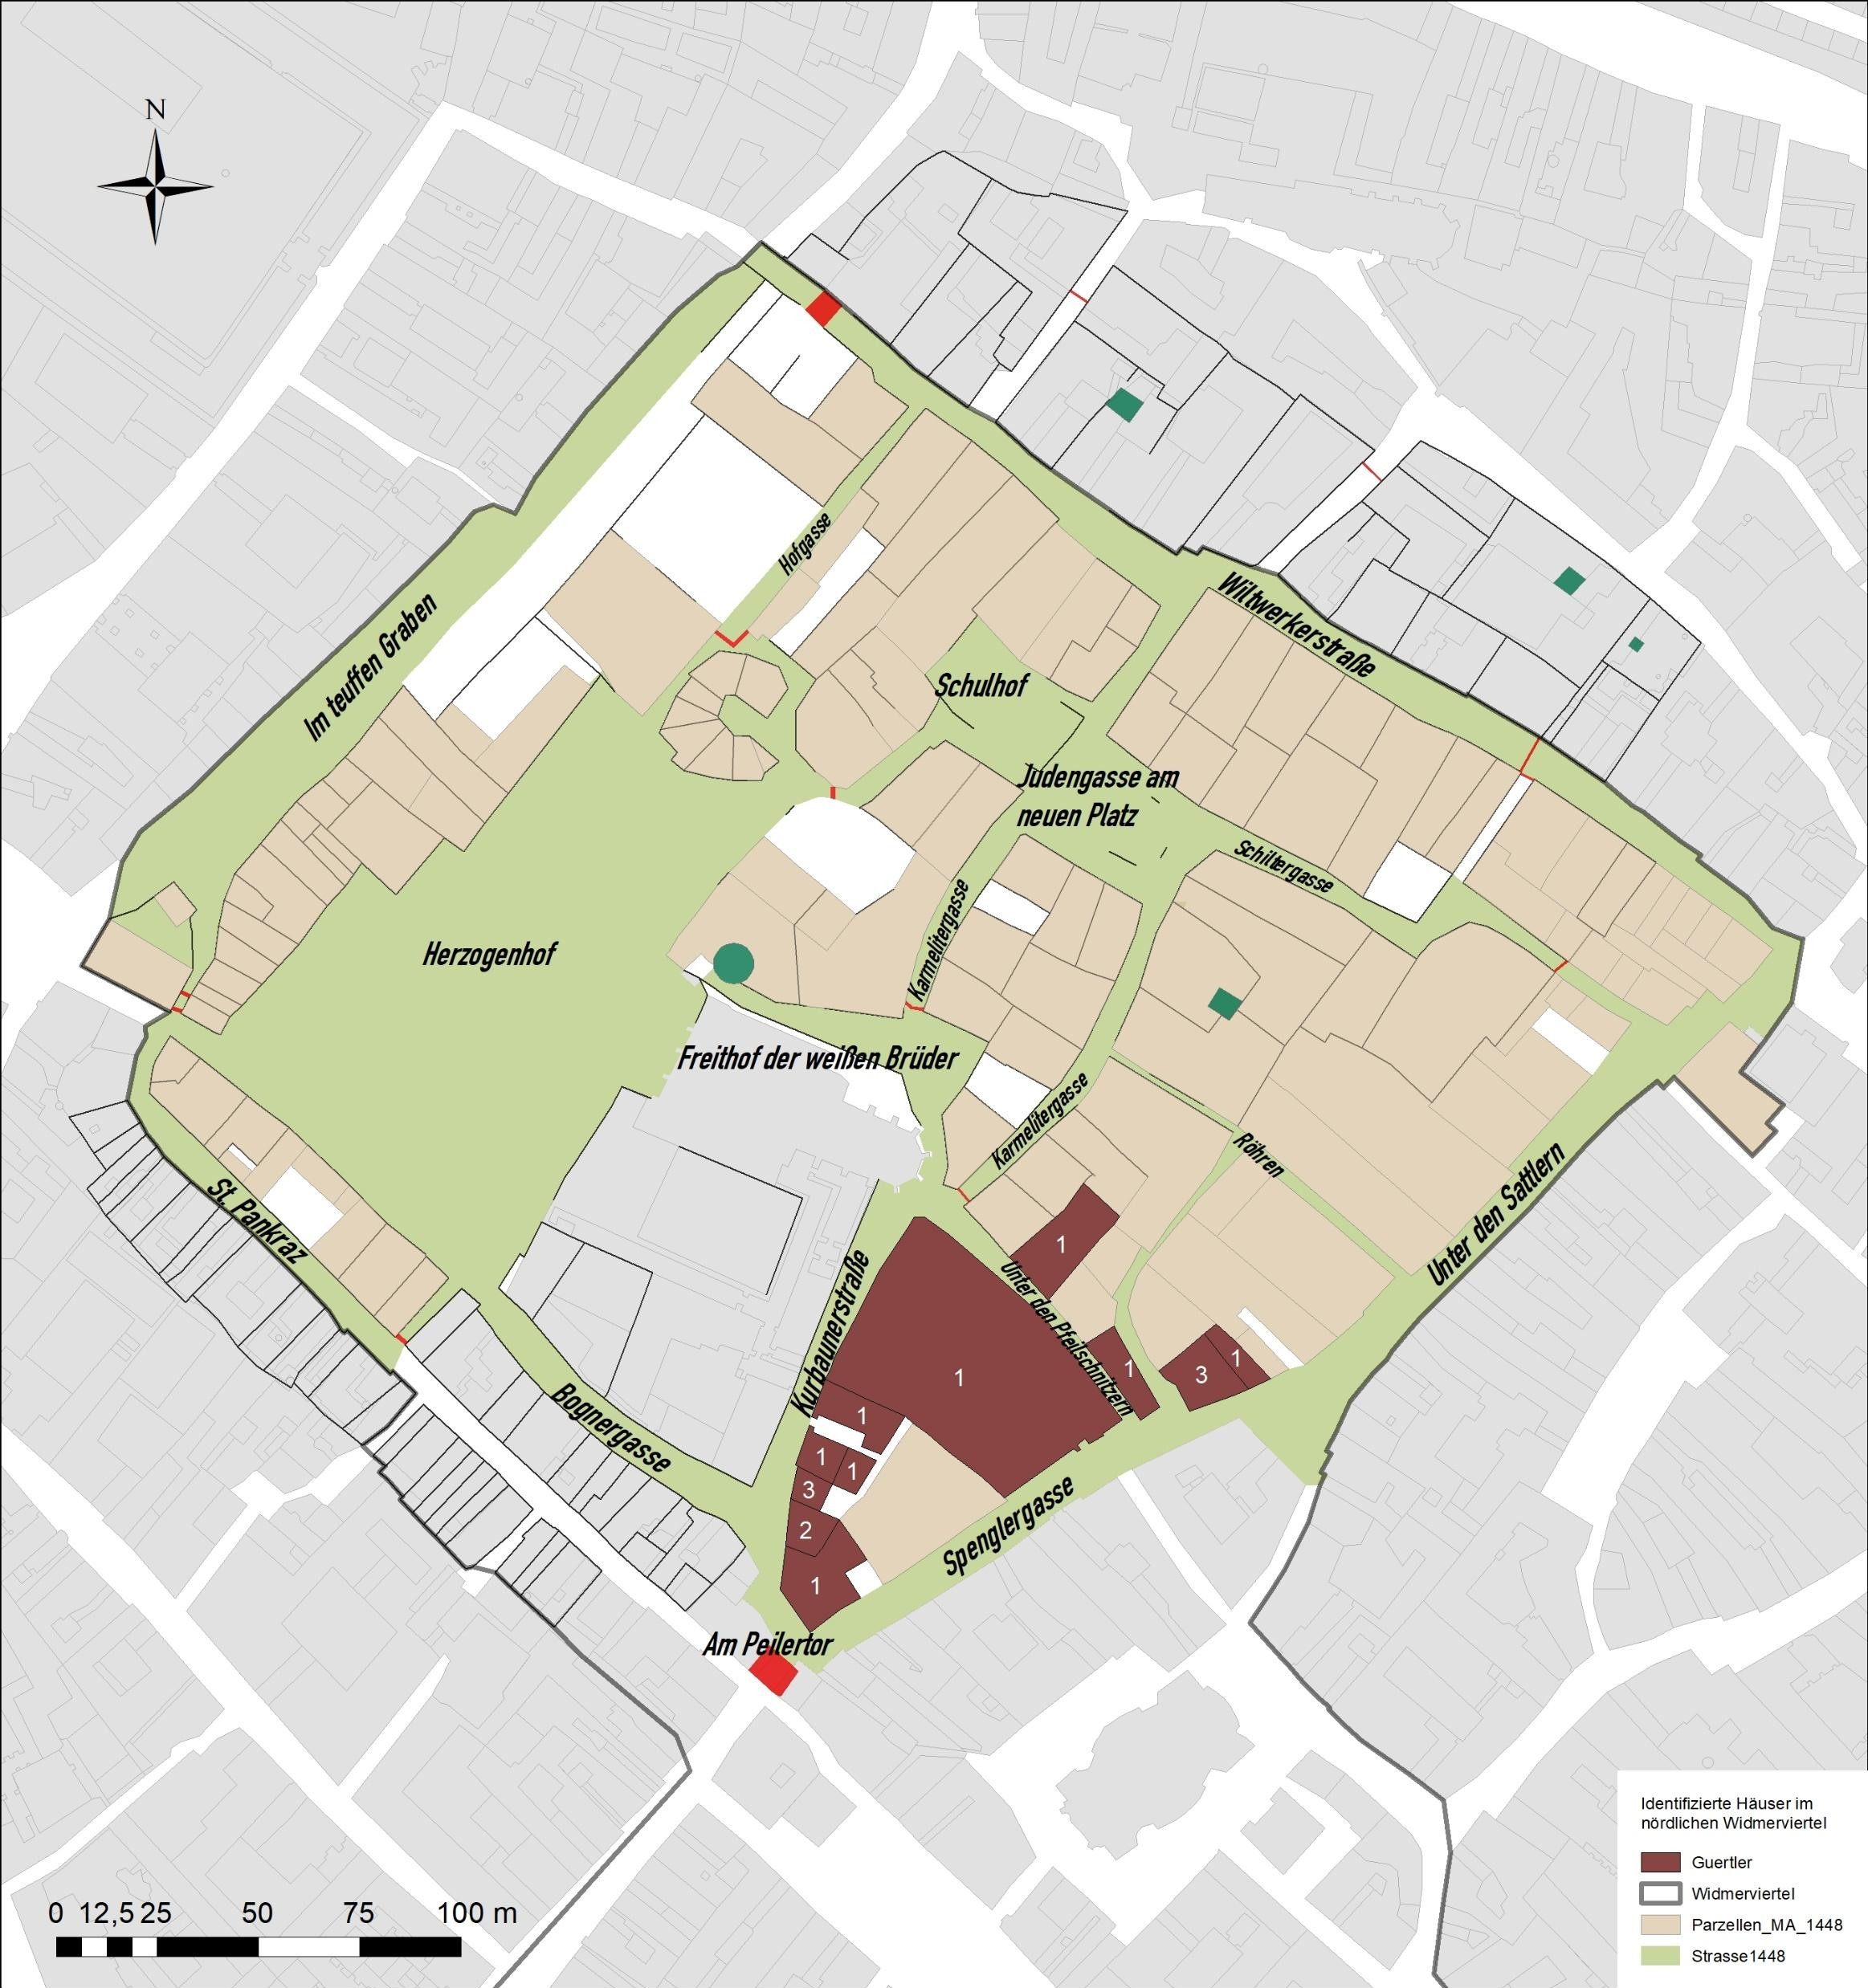 N
Hofgasse
Im teuffen Graben
Wiltwerkerstraße
Schulhof
Judengasse am
neuen Platz
Schiltergasse
Karmelitergasse
Herzogenhof
Freithof der weißen Brüder
Karmelitergasse
Röhren
St. Pankraz
Unter den Sattlern
1
Unter den Pfeilschnitzern
Kurbaunerstraße
1
1
3
1
Bognergasse
1
1
1
3
2
Spenglergasse
1
Am Peilertor
Identifizierte Häuser im
nördlichen Widmerviertel
Guertler
Widmerviertel
Parzellen_MA_1448
Strasse1448
0 12,5 25 50 75 100 m